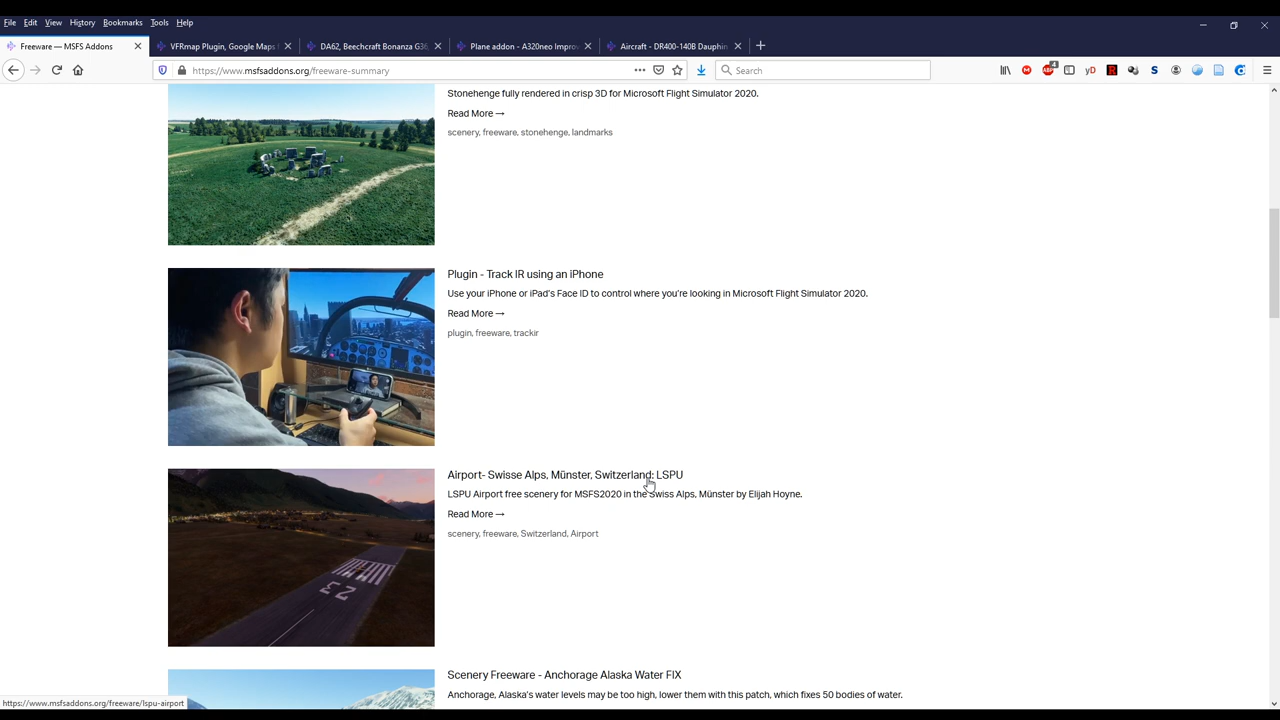 File Edit View History Bookmarks Tools Help
Freeware — MSFS Addons
VFRmap Plugin, Google Maps f
DA62, Beechcraft Bonanza G36
Plane addon - A320neo Improv
Aircraft - DR400-140B Dauphin
https://www.msfsaddons.org/freeware-summary
Search
4
yD
R
S
Stonehenge fully rendered in crisp 3D for Microsoft Flight Simulator 2020.
Read More →
scenery, freeware, stonehenge, landmarks
Plugin - Track IR using an iPhone
Use your iPhone or iPad's Face ID to control where you're looking in Microsoft Flight Simulator 2020.
Read More →
plugin, freeware, trackir
Airport- Swisse Alps, Münster, Switzerland: LSPU
LSPU Airport free scenery for MSFS2020 in the Swiss Alps, Münster by Elijah Hoyne.
Read More →
scenery, freeware, Switzerland, Airport
23
Scenery Freeware - Anchorage Alaska Water FIX
Anchorage, Alaska's water levels may be too high, lower them with this patch, which fixes 50 bodies of water.
https://www.msfsaddons.org/freeware/lspu-airport